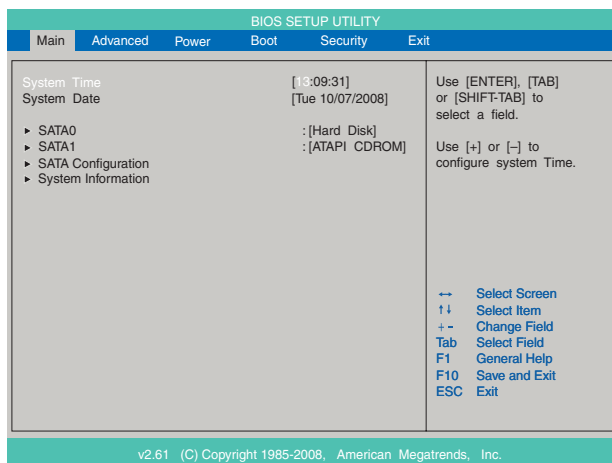 BIOS SETUP UTILITY
Main Advanced Power Boot Security Exit
System Time [13:09:31]
System Date [Tue 10/07/2008]
▸ SATA0 : [Hard Disk]
▸ SATA1 : [ATAPI CDROM]
▸ SATA Configuration
▸ System Information
Use [ENTER], [TAB]
or [SHIFT-TAB] to
select a field.
Use [+] or [–] to
configure system Time.
↔ Select Screen
↑↓ Select Item
+ - Change Field
Tab Select Field
F1 General Help
F10 Save and Exit
ESC Exit
v2.61 (C) Copyright 1985-2008, American Megatrends, Inc.